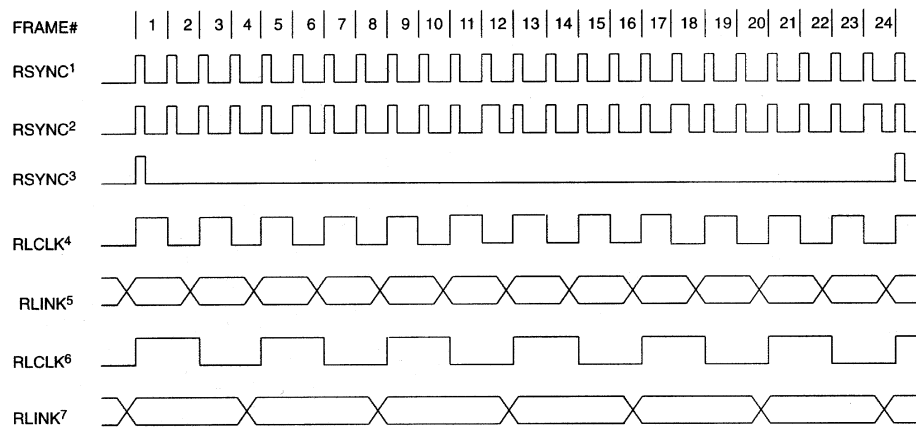 FRAME# 1 2 3 4 5 6 7 8 9 10 11 12 13 14 15 16 17 18 19 20 21 22 23 24
RSYNC¹
RSYNC²
RSYNC³
RLCLK⁴
RLINK⁵
RLCLK⁶
RLINK⁷